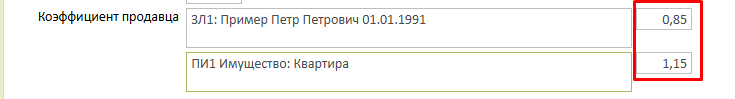 Коэффициент продавца ЗЛ1: Пример Петр Петрович 01.01.1991 0,85
ПИ1 Имущество: Квартира 1,15